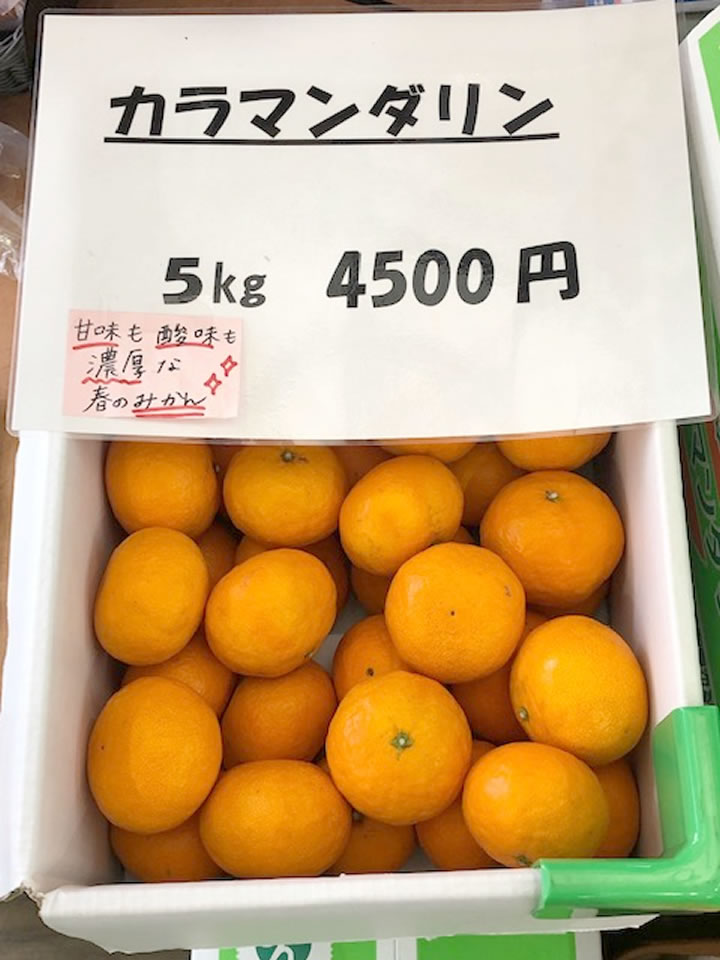 カラマンダリン
5kg 4500円
甘味も酸味も
濃厚な
春のみかん